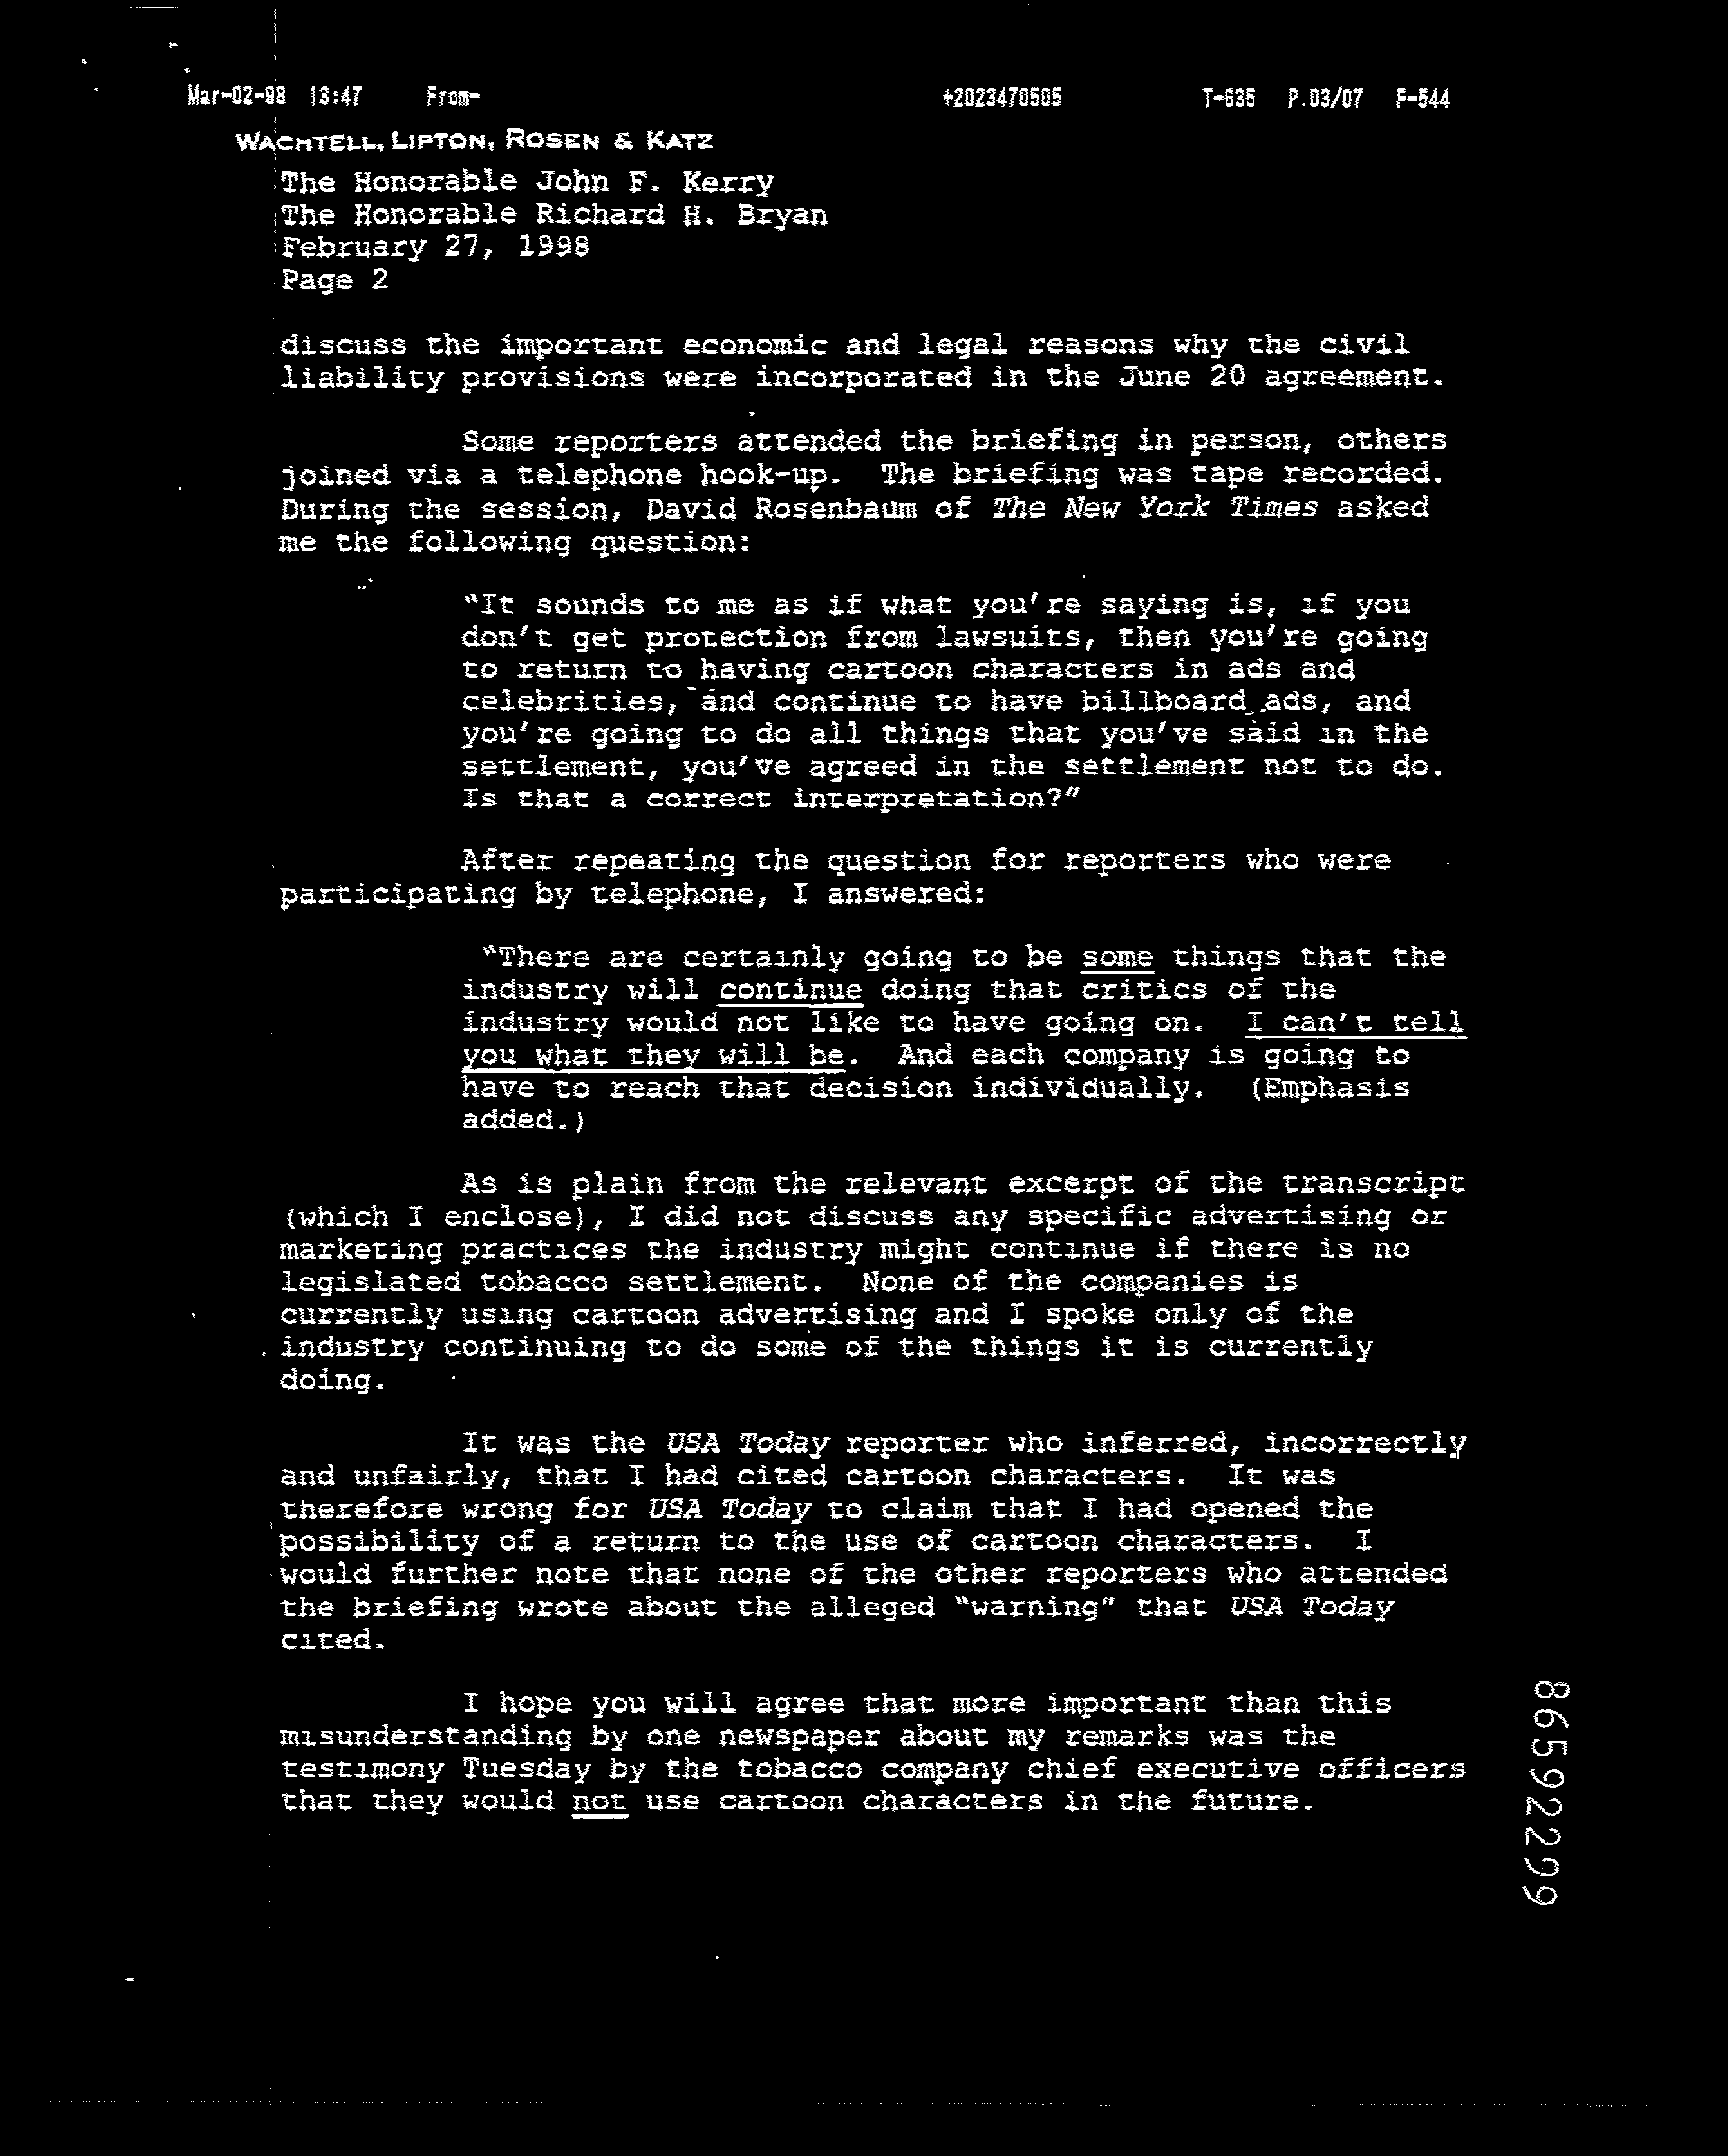 Mar-02-98 13:47 From- +2023470505 T-635 P.03/07 F-544
WACHTELL, LIPTON, ROSEN & KATZ
The Honorable John F. Kerry
The Honorable Richard H. Bryan
February 27, 1998
Page 2
discuss the important economic and legal reasons why the civil
liability provisions were incorporated in the June 20 agreement.
Some reporters attended the briefing in person, others
joined via a telephone hook-up. The briefing was tape recorded.
During the session, David Rosenbaum of The New York Times asked
me the following question:
"It sounds to me as if what you're saying is, if you
don't get protection from lawsuits, then you're going
to return to having cartoon characters in ads and
celebrities, and continue to have billboard ads, and
you're going to do all things that you've said in the
settlement, you've agreed in the settlement not to do.
Is that a correct interpretation?"
After repeating the question for reporters who were
participating by telephone, I answered:
"There are certainly going to be some things that the
industry will continue doing that critics of the
industry would not like to have going on. I can't tell
you what they will be. And each company is going to
have to reach that decision individually. (Emphasis
added.)
As is plain from the relevant excerpt of the transcript
(which I enclose), I did not discuss any specific advertising or
marketing practices the industry might continue if there is no
legislated tobacco settlement. None of the companies is
currently using cartoon advertising and I spoke only of the
industry continuing to do some of the things it is currently
doing.
It was the USA Today reporter who inferred, incorrectly
and unfairly, that I had cited cartoon characters. It was
therefore wrong for USA Today to claim that I had opened the
possibility of a return to the use of cartoon characters. I
would further note that none of the other reporters who attended
the briefing wrote about the alleged "warning" that USA Today
cited.
I hope you will agree that more important than this
misunderstanding by one newspaper about my remarks was the
testimony Tuesday by the tobacco company chief executive officers
that they would not use cartoon characters in the future.
86592299